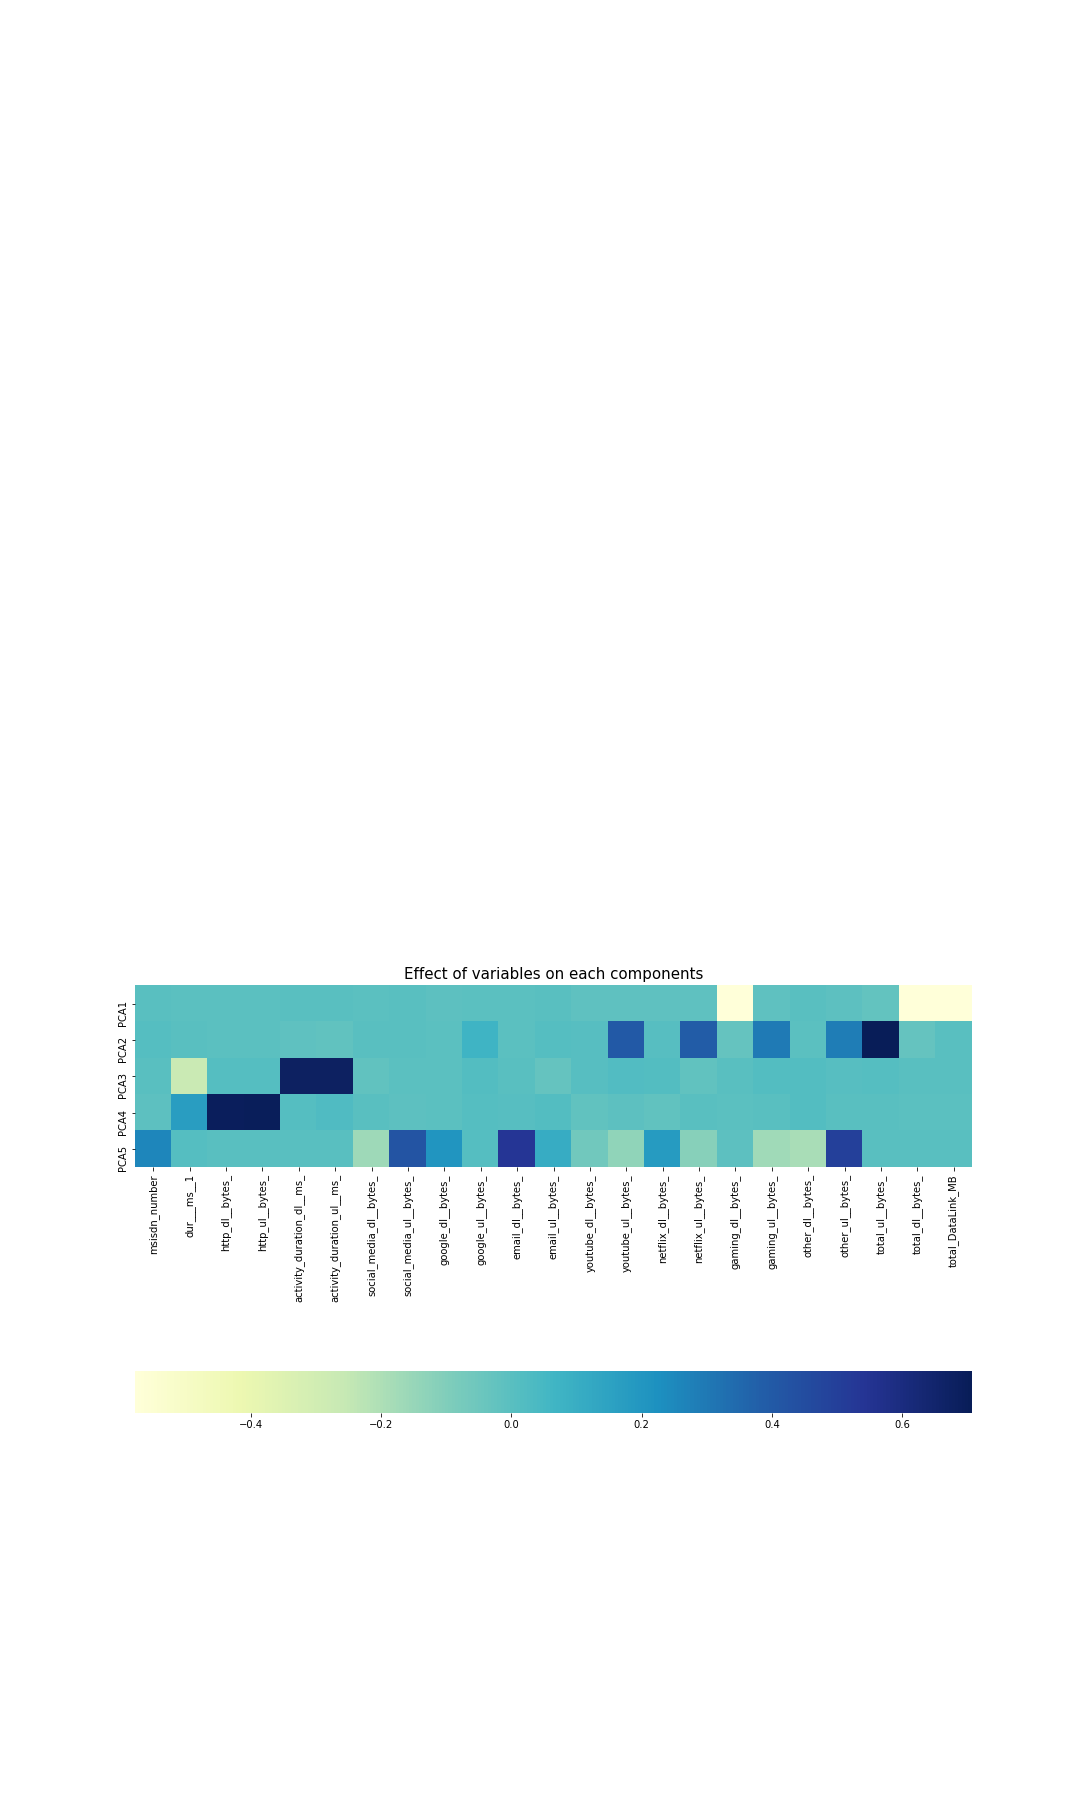 Effect of variables on each components
PCA1
PCA2
PCA3
PCA4
PCA5
msisdn_number
dur___ms__1
http_dl__bytes_
http_ul__bytes_
activity_duration_dl__ms_
activity_duration_ul__ms_
social_media_dl__bytes_
social_media_ul__bytes_
google_dl__bytes_
google_ul__bytes_
email_dl__bytes_
email_ul__bytes_
youtube_dl__bytes_
youtube_ul__bytes_
netflix_dl__bytes_
netflix_ul__bytes_
gaming_dl__bytes_
gaming_ul__bytes_
other_dl__bytes_
other_ul__bytes_
total_ul__bytes_
total_dl__bytes_
total_DataLink_MB
−0.4 −0.2 0.0 0.2 0.4 0.6